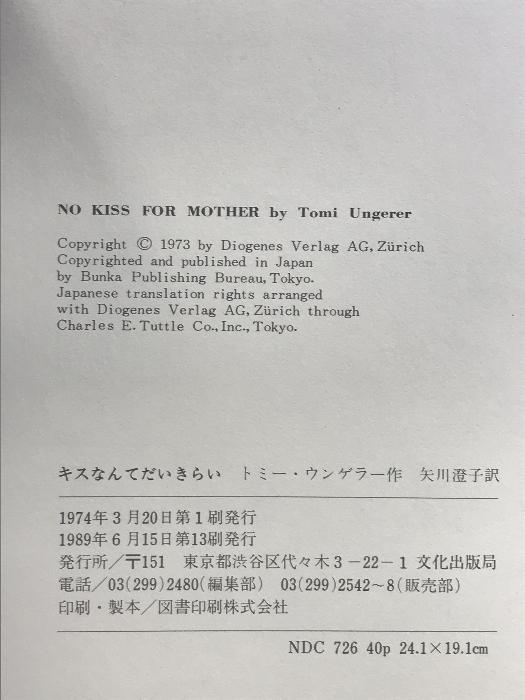 NO KISS FOR MOTHER by Tomi Ungerer
Copyright © 1973 by Diogenes Verlag AG, Zürich
Copyrighted and published in Japan
by Bunka Publishing Bureau, Tokyo.
Japanese translation rights arranged
with Diogenes Verlag AG, Zürich through
Charles E. Tuttle Co., Inc., Tokyo.
キスなんてだいきらい トミー・ウンゲラー作 矢川澄子訳
1974年3月20日第1刷発行
1989年6月15日第13刷発行
発行所/〒151 東京都渋谷区代々木3-22-1 文化出版局
電話/03(299)2480(編集部) 03(299)2542~8(販売部)
印刷・製本/図書印刷株式会社
NDC 726 40p 24.1×19.1cm